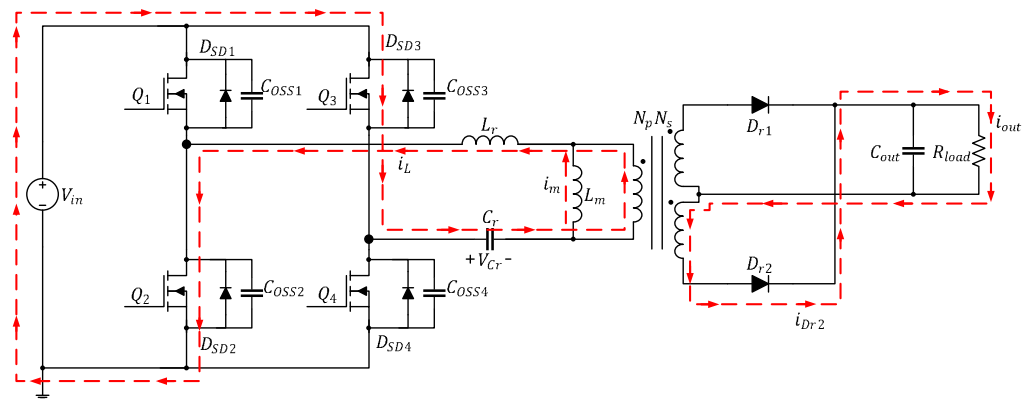 D_SD1
D_SD3
Q_1
C_OSS1
Q_3
C_OSS3
N_p N_s
D_r1
L_r
i_out
i_L
i_m
L_m
C_out
R_load
+
−
V_in
C_r
+ V_Cr −
Q_2
C_OSS2
Q_4
C_OSS4
D_r2
i_Dr2
D_SD2
D_SD4